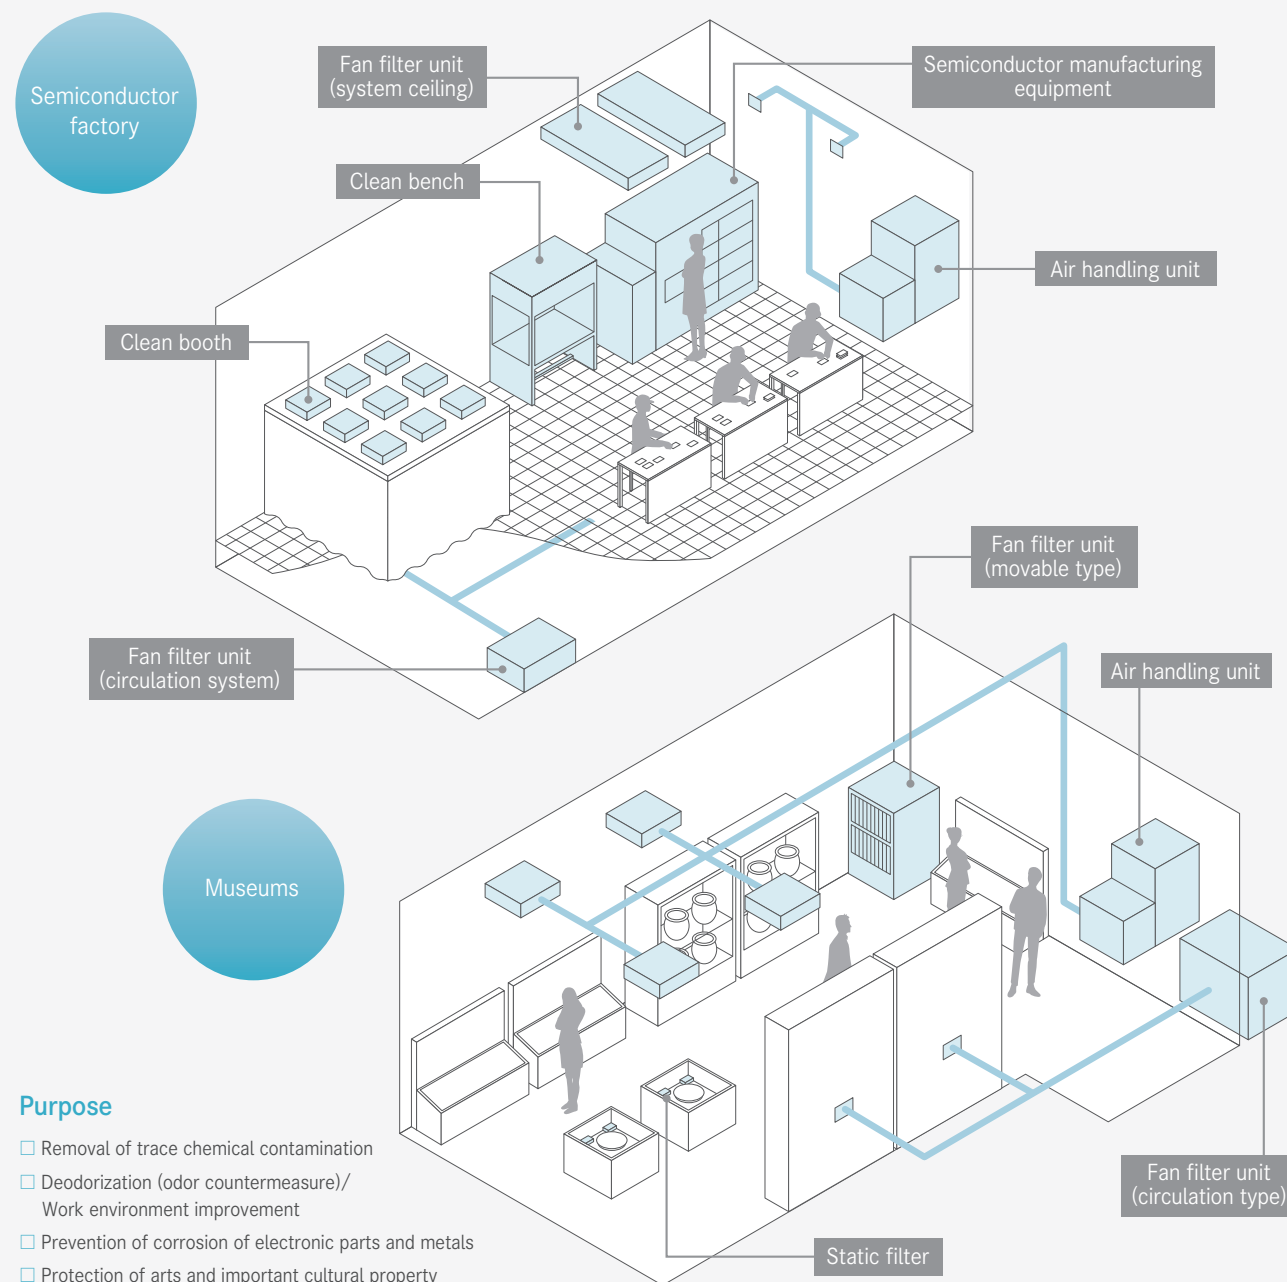 Semiconductor
factory
Fan filter unit
(system ceiling)
Semiconductor manufacturing
equipment
Clean bench
Air handling unit
Clean booth
Fan filter unit
(circulation system)
Fan filter unit
(movable type)
Air handling unit
Museums
Purpose
□ Removal of trace chemical contamination
□ Deodorization (odor countermeasure)/
Work environment improvement
□ Prevention of corrosion of electronic parts and metals
□ Protection of arts and important cultural property
Fan filter unit
(circulation type)
Static filter